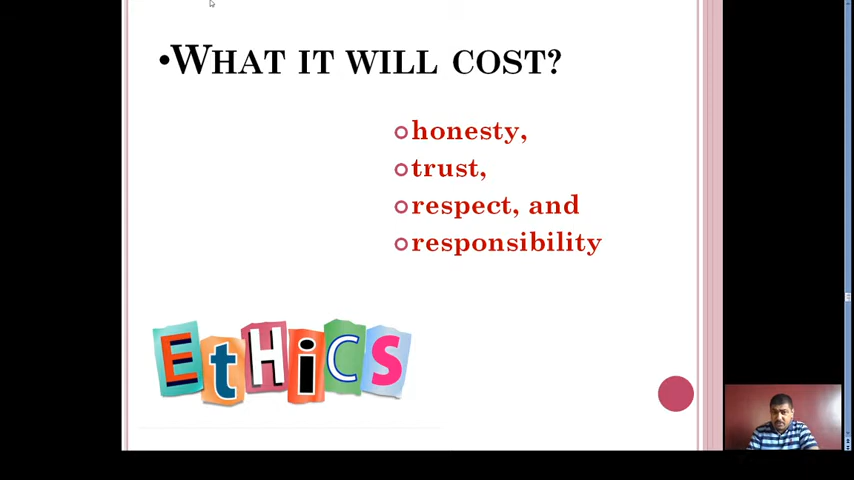 •WHAT IT WILL COST?
honesty,
trust,
respect, and
responsibility
EtHiCS